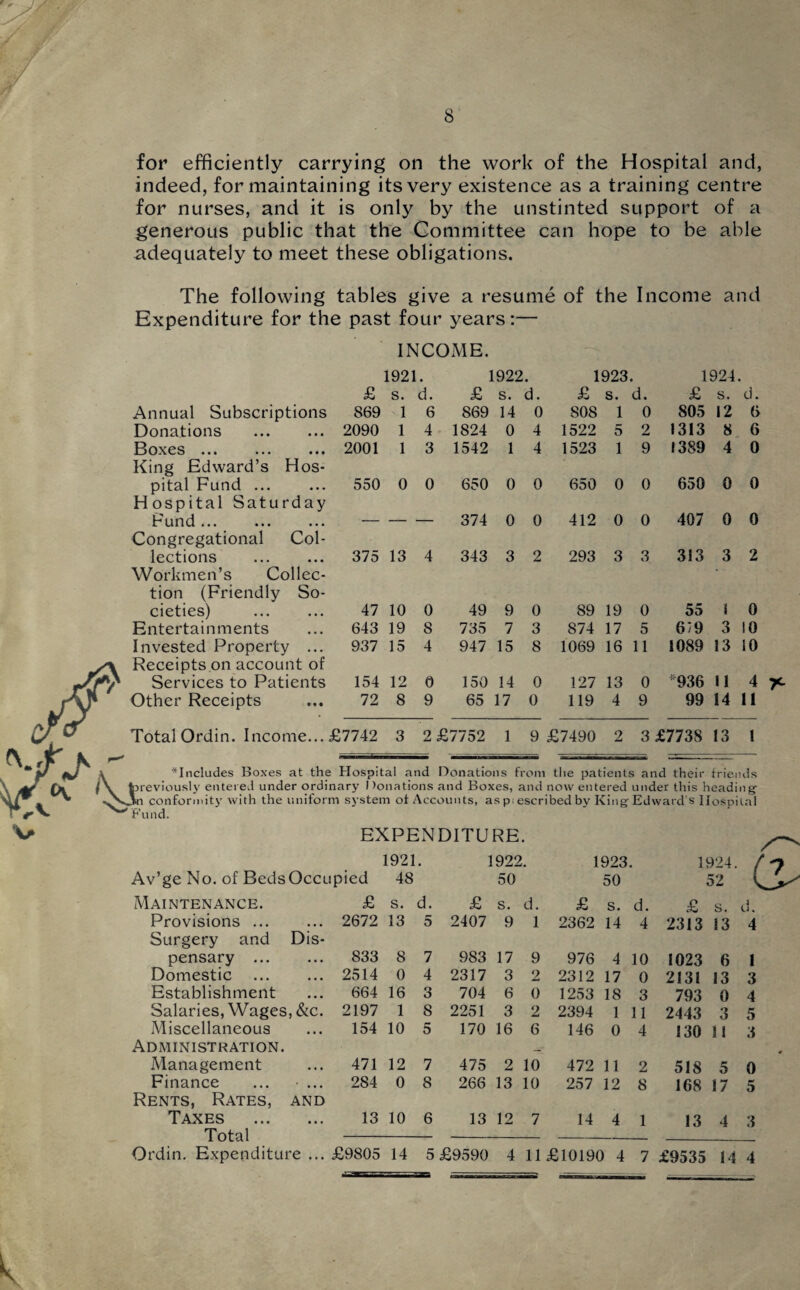 8
for efficiently carrying on the work of the Hospital and,
indeed, for maintaining its very existence as a training centre
for nurses, and it is only by the unstinted support of a
generous public that the Committee can hope to be able
adequately to meet these obligations.
The following tables give a resumé of the Income and
Expenditure for the past four years:—
INCOME.
1921. 1922. 1923. 1924.
£ s. d. £ s. d. £ s. d. £ s. d.
Annual Subscriptions 869 1 6 869 14 0 808 1 0 805 12 6
Donations ... ... 2090 1 4 1824 0 4 1522 5 2 1313 8 6
Boxes ... ... ... 2001 1 3 1542 1 4 1523 1 9 1389 4 0
King Edward's Hos-
pital Fund ... ... 550 0 0 650 0 0 650 0 0 650 0 0
Hospital Saturday
Fund ... ... ... — — — 374 0 0 412 0 0 407 0 0
Congregational Col-
lections ... ... 375 13 4 343 3 2 293 3 3 313 3 2
Workmen's Collec-
tion (Friendly So-
cieties) ... ... 47 10 0 49 9 0 89 19 0 55 1 0
Entertainments ... 643 19 8 735 7 3 874 17 5 679 3 10
Invested Property ... 937 15 4 947 15 8 1069 16 11 1089 13 10
Receipts on account of
Services to Patients 154 12 0 150 14 0 127 13 0 *936 11 4 x
Other Receipts ... 72 8 9 65 17 0 119 4 9 99 14 11
Total Ordin. Income... £7742 3 2 £7752 1 9 £7490 2 3 £7738 13 1
*Includes Boxes at the Hospital and Donations from the patients and their friends
previously entered under ordinary Donations and Boxes, and now entered under this heading
in conformity with the uniform system of Accounts, as prescribed by King Edward's Hospital
Fund.
EXPENDITURE.
1921. 1922. 1923. 1924.
Av'ge No. of Beds Occupied 48 50 50 52
MAINTENANCE. £ s. d. £ s. d. £ s. d. £ s. d.
Provisions ... ... 2672 13 5 2407 9 1 2362 14 4 2313 13 4
Surgery and Dis-
pensary ... ... 833 8 7 983 17 9 976 4 10 1023 6 1
Domestic ... ... 2514 0 4 2317 3 2 2312 17 0 2131 13 3
Establishment ... 664 16 3 704 6 0 1253 18 3 793 0 4
Salaries, Wages, &c. 2197 1 8 2251 3 2 2394 1 11 2443 3 5
Miscellaneous ... 154 10 5 170 16 6 146 0 4 130 11 3
ADMINISTRATION.
Management ... 471 12 7 475 2 10 472 11 2 518 5 0
Finance ... ... 284 0 8 266 13 10 257 12 8 168 17 5
RENTS, RATES, AND
TAXES ... ... 13 10 6 13 12 7 14 4 1 13 4 3
Total
Ordin. Expenditure ... £9805 14 5 £9590 4 11 £10190 4 7 £9535 14 4